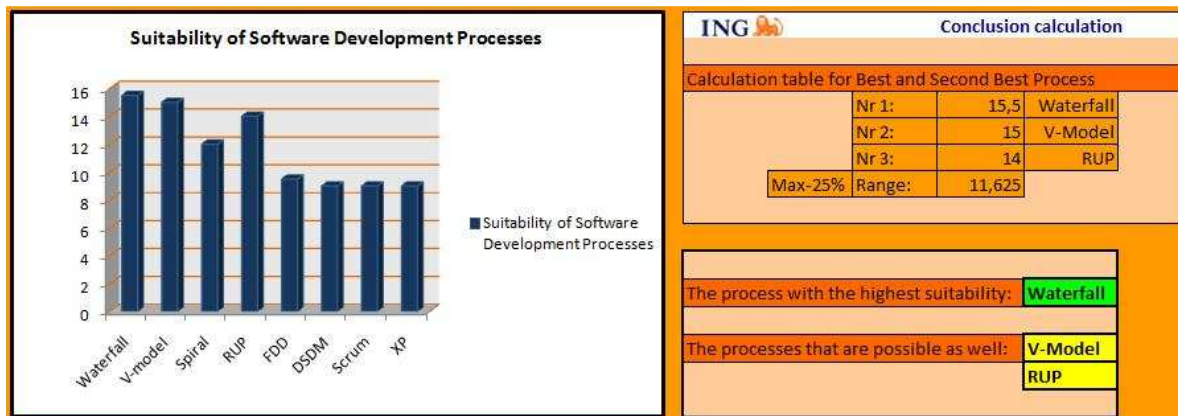 Suitability of Software Development Processes
16
14
12
10
8
6
4
2
0
Waterfall
V-model
Spiral
RUP
FDD
DSDM
Scrum
XP
Suitability of Software
Development Processes
ING Conclusion calculation
Calculation table for Best and Second Best Process
Nr 1: 15,5 Waterfall
Nr 2: 15 V-Model
Nr 3: 14 RUP
Max-25% Range: 11,625
The process with the highest suitability: Waterfall
The processes that are possible as well: V-Model
RUP